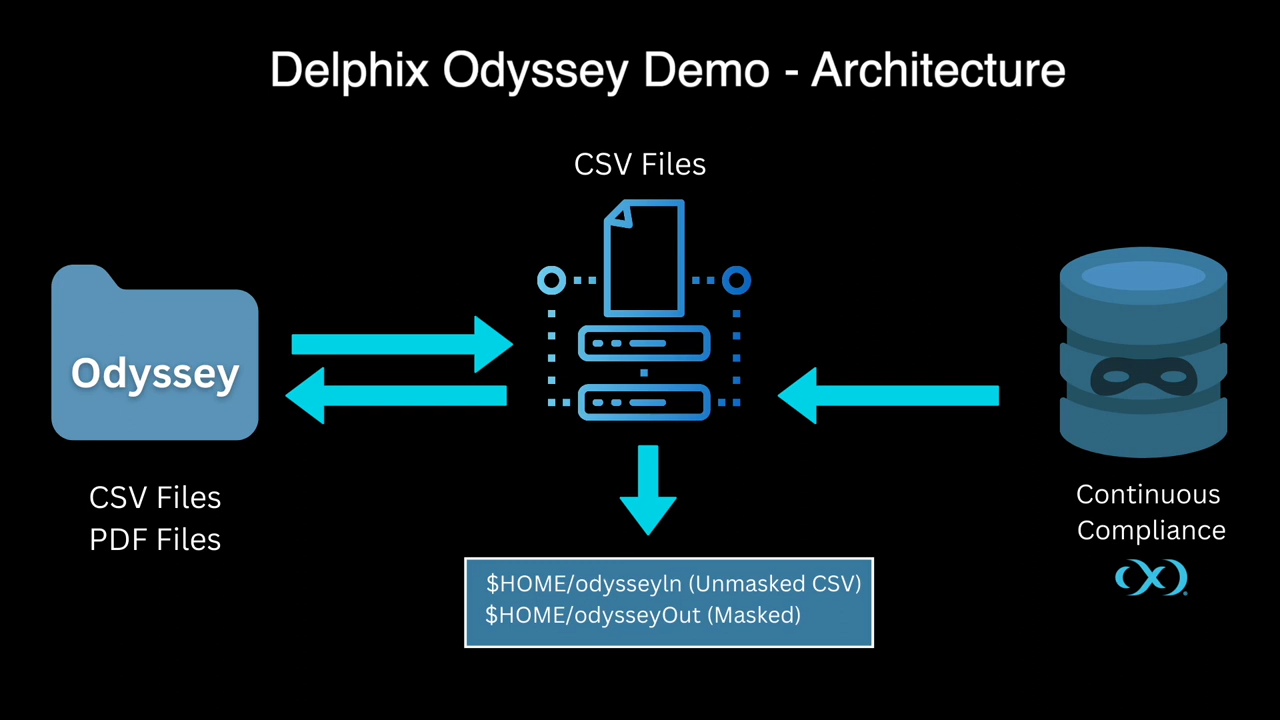 Delphix Odyssey Demo - Architecture
CSV Files
Odyssey
CSV Files
PDF Files
Continuous
Compliance
$HOME/odysseyIn (Unmasked CSV)
$HOME/odysseyOut (Masked)